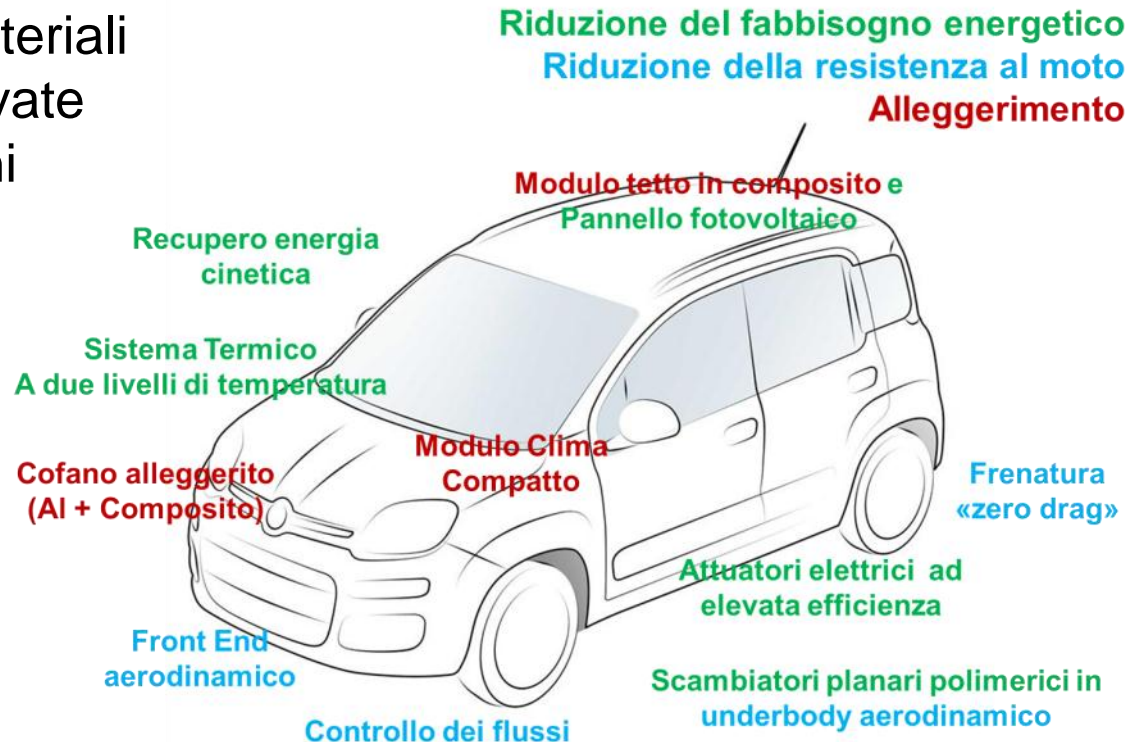 teriali
vate
ni
Riduzione del fabbisogno energetico
Riduzione della resistenza al moto
Alleggerimento
Modulo tetto in composito e
Pannello fotovoltaico
Recupero energia
cinetica
Sistema Termico
A due livelli di temperatura
Modulo Clima
Compatto
Cofano alleggerito
(Al + Composito)
Frenatura
«zero drag»
Attuatori elettrici ad
elevata efficienza
Front End
aerodinamico
Scambiatori planari polimerici in
underbody aerodinamico
Controllo dei flussi